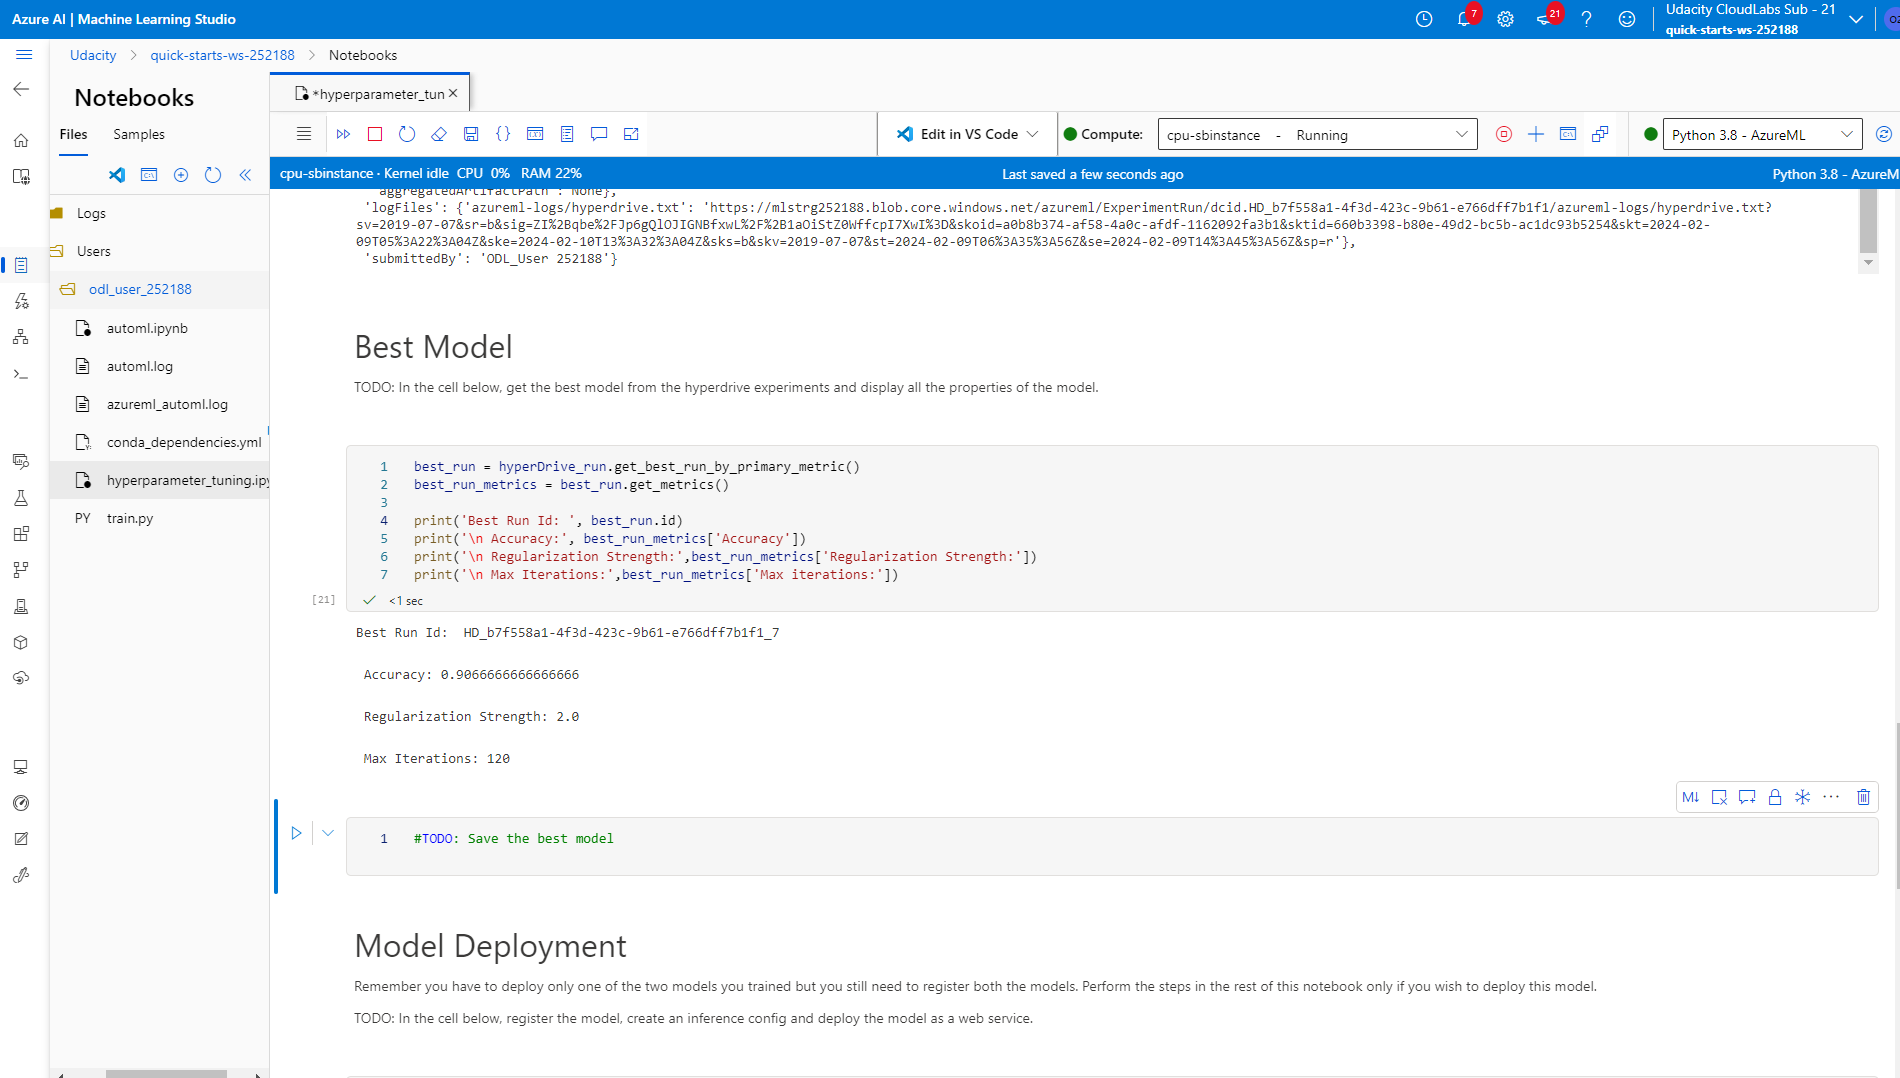 Azure AI | Machine Learning Studio
7
21
Udacity CloudLabs Sub - 21
quick-starts-ws-252188
Udacity
quick-starts-ws-252188
Notebooks
Notebooks
Files
Samples
Logs
Users
odl_user_252188
automl.ipynb
automl.log
azureml_automl.log
conda_dependencies.yml
hyperparameter_tuning.ipy
PY train.py
*hyperparameter_tun
Edit in VS Code
Compute:
cpu-sbinstance - Running
Python 3.8 - AzureML
cpu-sbinstance · Kernel idle CPU 0% RAM 22%
Last saved a few seconds ago
Python 3.8 - AzureM
'aggregatedArtifactPath': None},
'logFiles': {'azureml-logs/hyperdrive.txt': 'https://mlstrg252188.blob.core.windows.net/azureml/ExperimentRun/dcid.HD_b7f558a1-4f3d-423c-9b61-e766dff7b1f1/azureml-logs/hyperdrive.txt?
sv=2019-07-07&sr=b&sig=ZI%2Bqbe%2FJp6gQlOJIGNBfxwL%2F%2B1aOiStZ0WffcpI7XwI%3D&skoid=a0b8b374-af58-4a0c-afdf-1162092fa3b1&sktid=660b3398-b80e-49d2-bc5b-ac1dc93b5254&skt=2024-02-
09T05%3A22%3A04Z&ske=2024-02-10T13%3A32%3A04Z&sks=b&skv=2019-07-07&st=2024-02-09T06%3A35%3A56Z&se=2024-02-09T14%3A45%3A56Z&sp=r'},
'submittedBy': 'ODL_User 252188'}
Best Model
TODO: In the cell below, get the best model from the hyperdrive experiments and display all the properties of the model.
1 best_run = hyperDrive_run.get_best_run_by_primary_metric()
2 best_run_metrics = best_run.get_metrics()
3
4 print('Best Run Id: ', best_run.id)
5 print('\n Accuracy:', best_run_metrics['Accuracy'])
6 print('\n Regularization Strength:',best_run_metrics['Regularization Strength:'])
7 print('\n Max Iterations:',best_run_metrics['Max iterations:'])
[21]
<1 sec
Best Run Id:  HD_b7f558a1-4f3d-423c-9b61-e766dff7b1f1_7
Accuracy: 0.9066666666666666
Regularization Strength: 2.0
Max Iterations: 120
M↓
1 #TODO: Save the best model
Model Deployment
Remember you have to deploy only one of the two models you trained but you still need to register both the models. Perform the steps in the rest of this notebook only if you wish to deploy this model.
TODO: In the cell below, register the model, create an inference config and deploy the model as a web service.